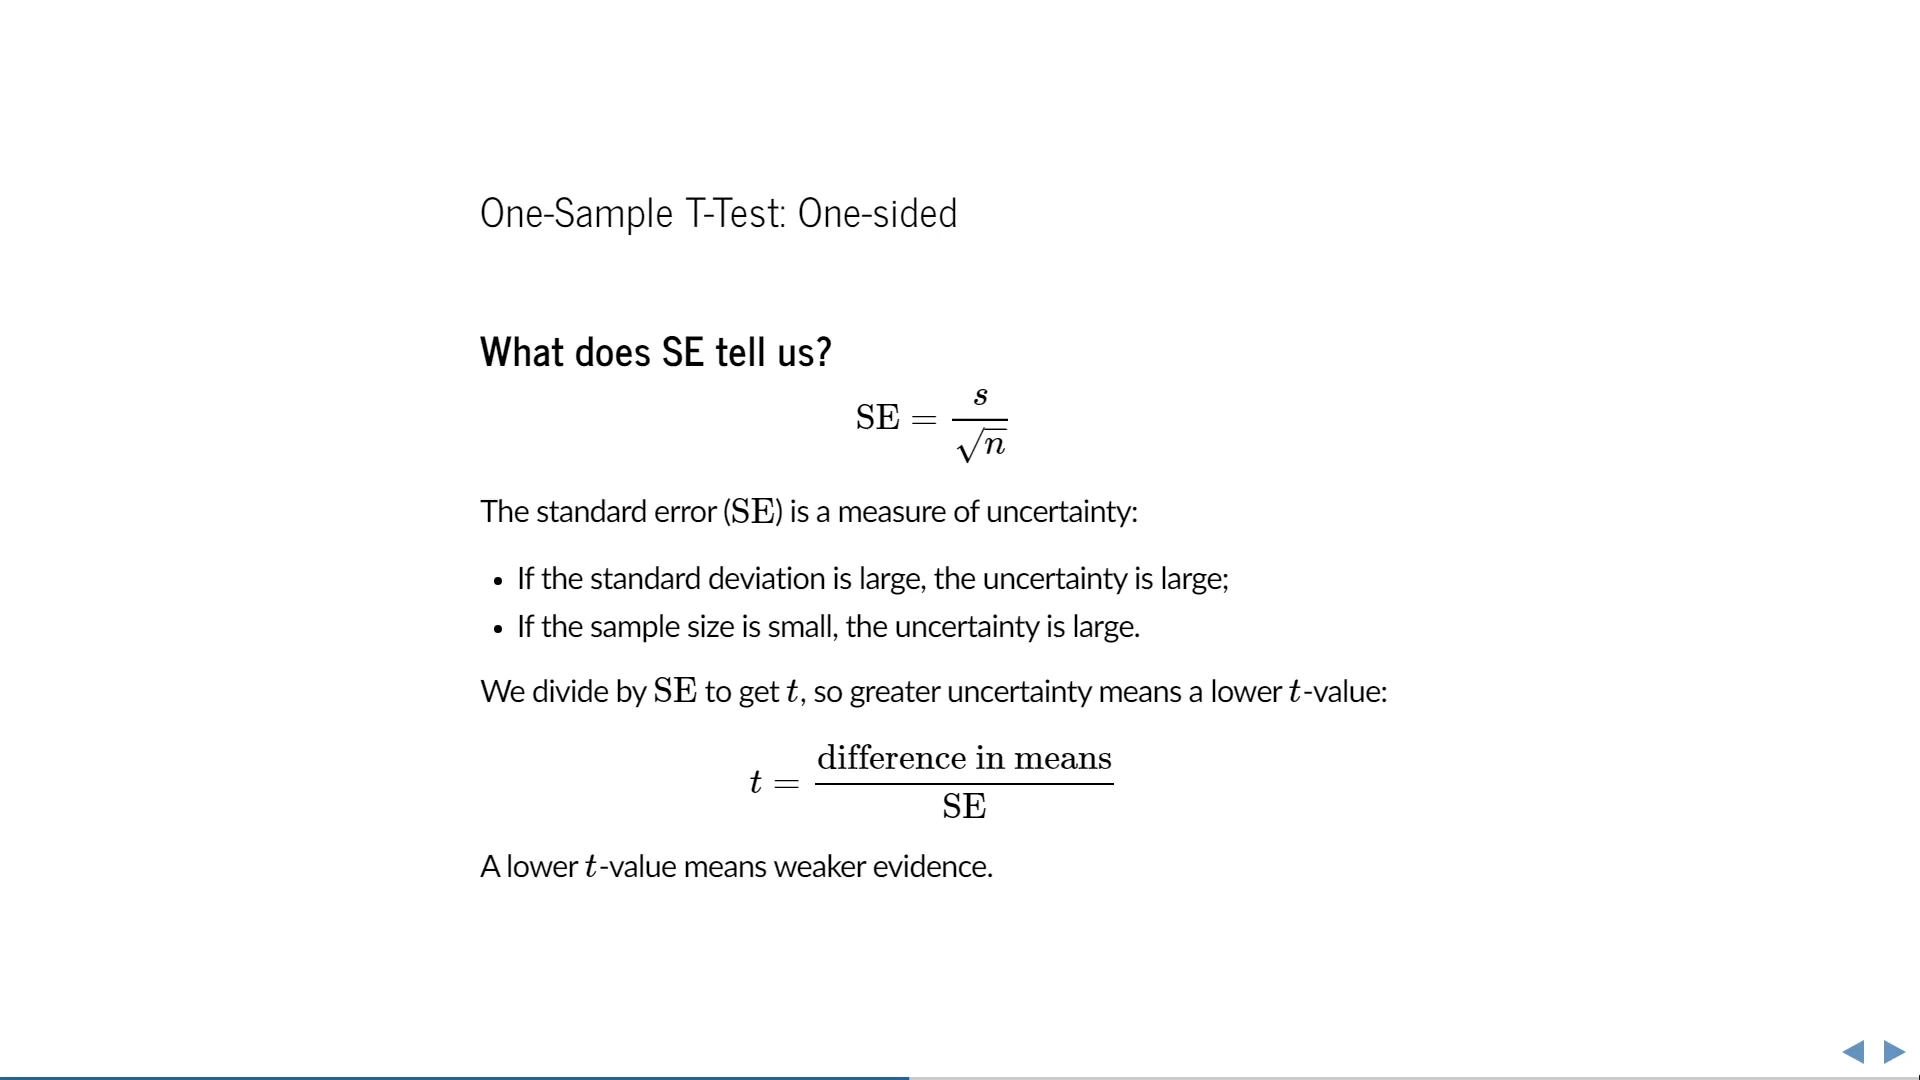 One-Sample T-Test: One-sided
What does SE tell us?
SE = s / √n
The standard error (SE) is a measure of uncertainty:
• If the standard deviation is large, the uncertainty is large;
• If the sample size is small, the uncertainty is large.
We divide by SE to get t, so greater uncertainty means a lower t-value:
t = difference in means / SE
A lower t-value means weaker evidence.